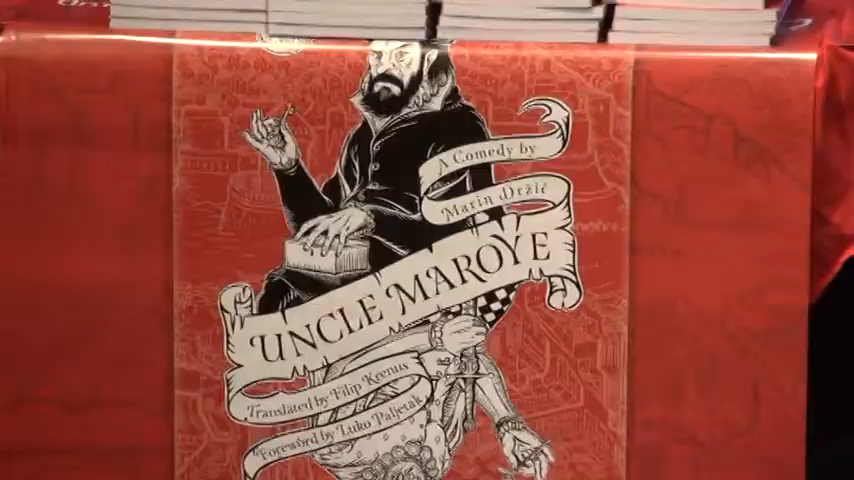 A Comedy by
Marin Držić
UNCLE MAROYE
Translated by Filip Krenus
Foreword by Luko Paljetak